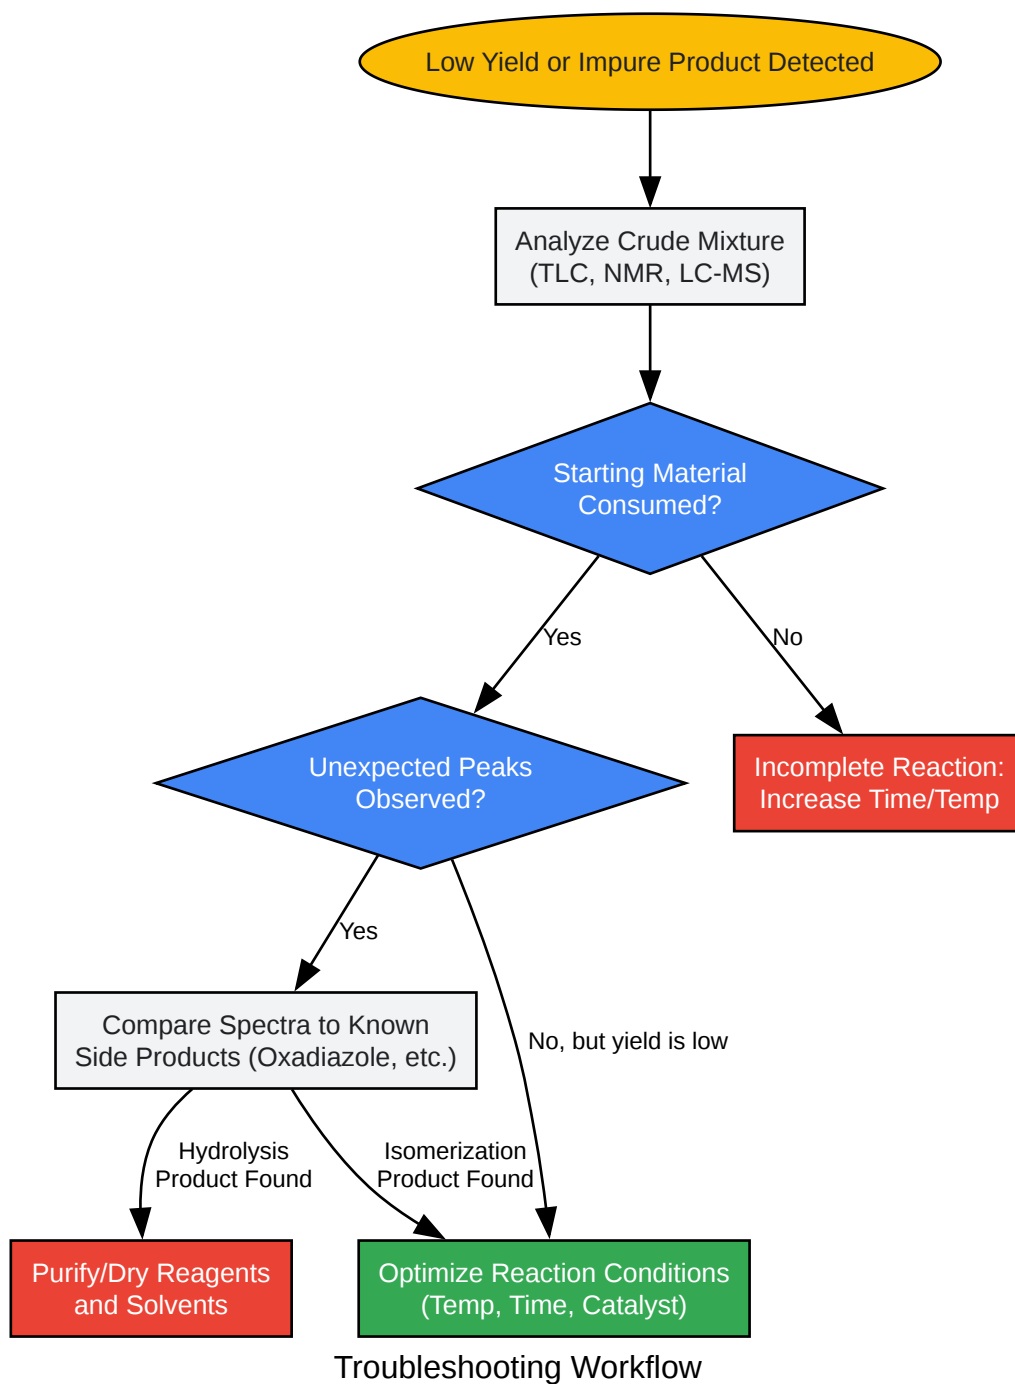 Low Yield or Impure Product Detected
Analyze Crude Mixture
(TLC, NMR, LC-MS)
Starting Material
Consumed?
Yes
No
Unexpected Peaks
Observed?
Incomplete Reaction:
Increase Time/Temp
Yes
No, but yield is low
Compare Spectra to Known
Side Products (Oxadiazole, etc.)
Hydrolysis
Product Found
Isomerization
Product Found
Purify/Dry Reagents
and Solvents
Optimize Reaction Conditions
(Temp, Time, Catalyst)
Troubleshooting Workflow